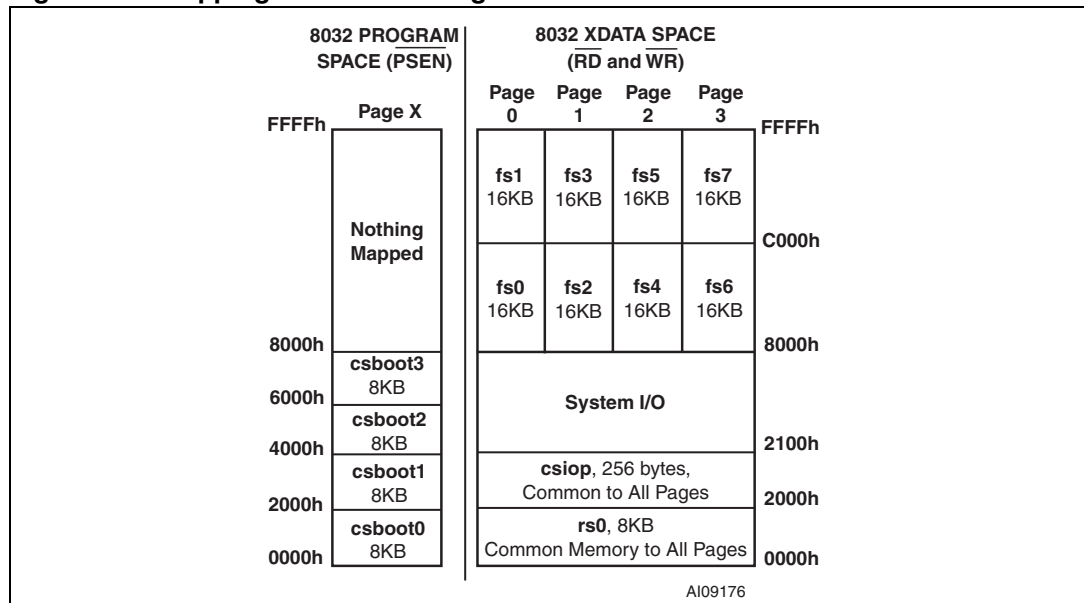 8032 PROGRAM
SPACE (PSEN)
8032 XDATA SPACE
(RD and WR)
Page X
Page 0
Page 1
Page 2
Page 3
FFFFh
FFFFh
Nothing
Mapped
fs1
16KB
fs3
16KB
fs5
16KB
fs7
16KB
C000h
fs0
16KB
fs2
16KB
fs4
16KB
fs6
16KB
8000h
8000h
csboot3
8KB
6000h
System I/O
csboot2
8KB
4000h
2100h
csboot1
8KB
csiop, 256 bytes,
Common to All Pages
2000h
2000h
csboot0
8KB
rs0, 8KB
Common Memory to All Pages
0000h
0000h
AI09176